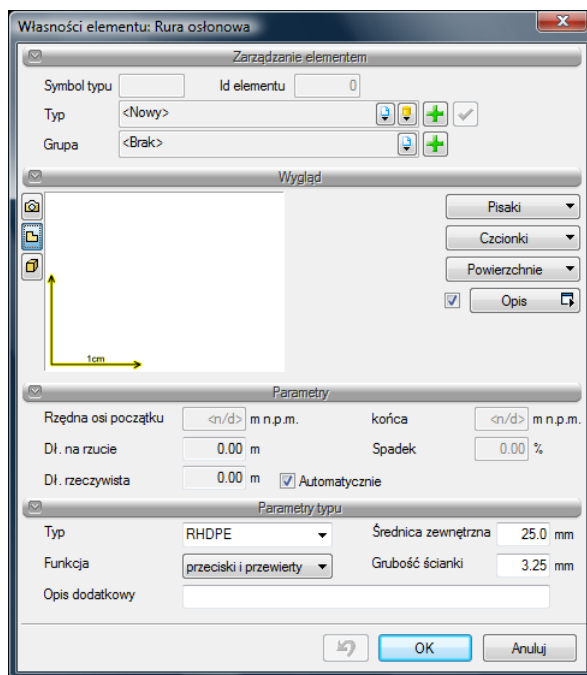 Własności elementu: Rura osłonowa
Zarządzanie elementem
Symbol typu Id elementu 0
Typ <Nowy>
Grupa <Brak>
Wygląd
Pisaki
Czcionki
Powierzchnie
Opis
1cm
Parametry
Rzędna osi początku <n/d> m n.p.m. końca <n/d> m n.p.m.
Dł. na rzucie 0.00 m Spadek 0.00 %
Dł. rzeczywista 0.00 m Automatycznie
Parametry typu
Typ RHDPE Średnica zewnętrzna 25.0 mm
Funkcja przeciski i przewierty Grubość ścianki 3.25 mm
Opis dodatkowy
OK Anuluj